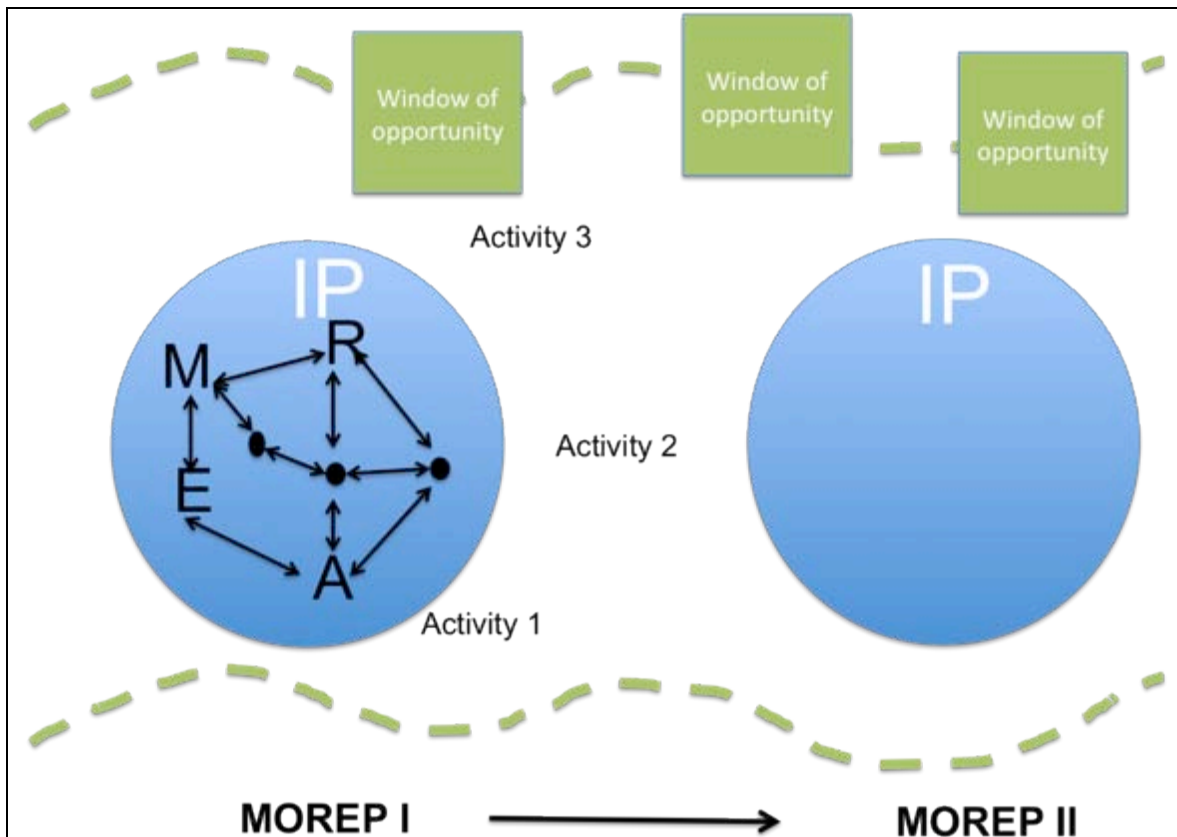 Window of
opportunity
Window of
opportunity
Window of
opportunity
Activity 3
IP
IP
R
M
Activity 2
E
A
Activity 1
MOREP I
MOREP II